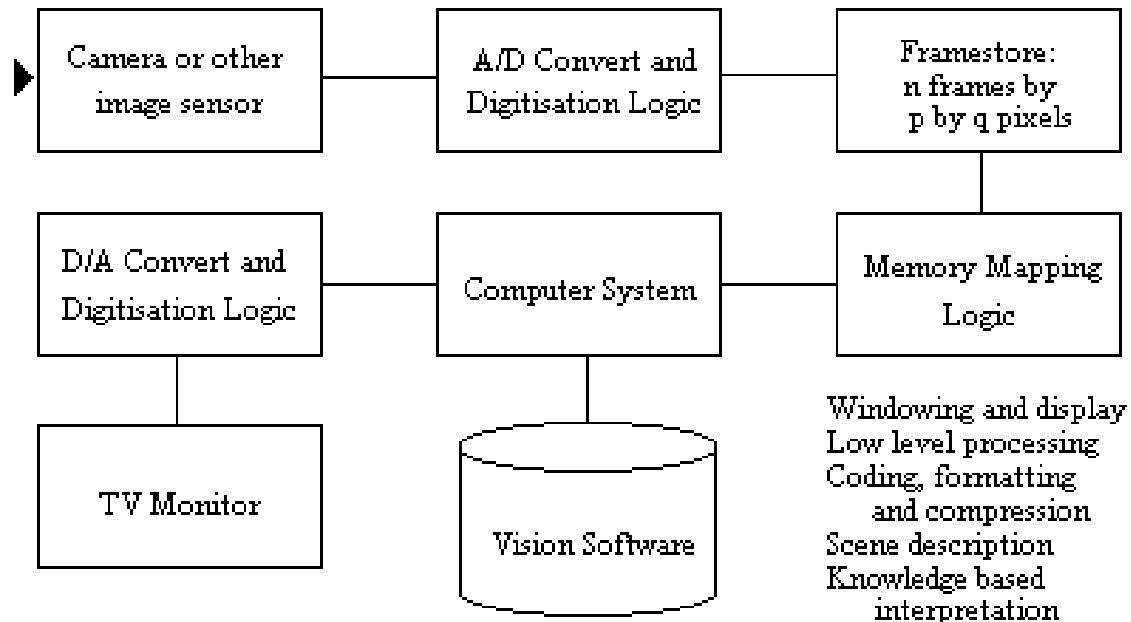 Camera or other
image sensor
A/D Convert and
Digitisation Logic
Framestore:
n frames by
p by q pixels
D/A Convert and
Digitisation Logic
Computer System
Memory Mapping
Logic
TV Monitor
Vision Software
Windowing and display
Low level processing
Coding, formatting
and compression
Scene description
Knowledge based
interpretation